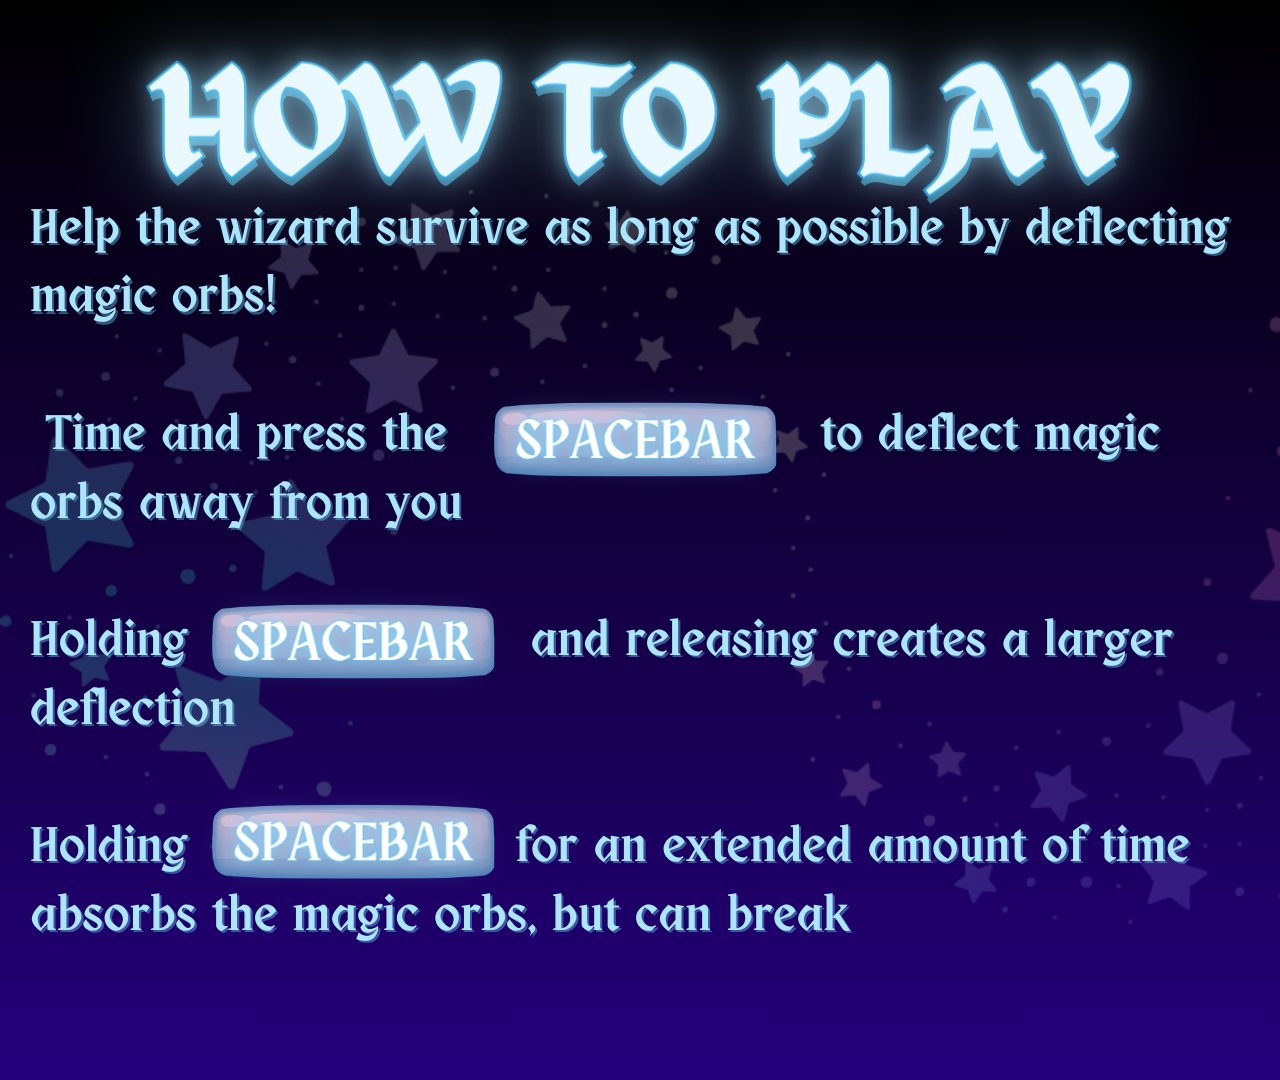 HOW TO PLAY
Help the wizard survive as long as possible by deflecting
magic orbs!
Time and press the SPACEBAR to deflect magic
orbs away from you
Holding SPACEBAR and releasing creates a larger
deflection
Holding SPACEBAR for an extended amount of time
absorbs the magic orbs, but can break